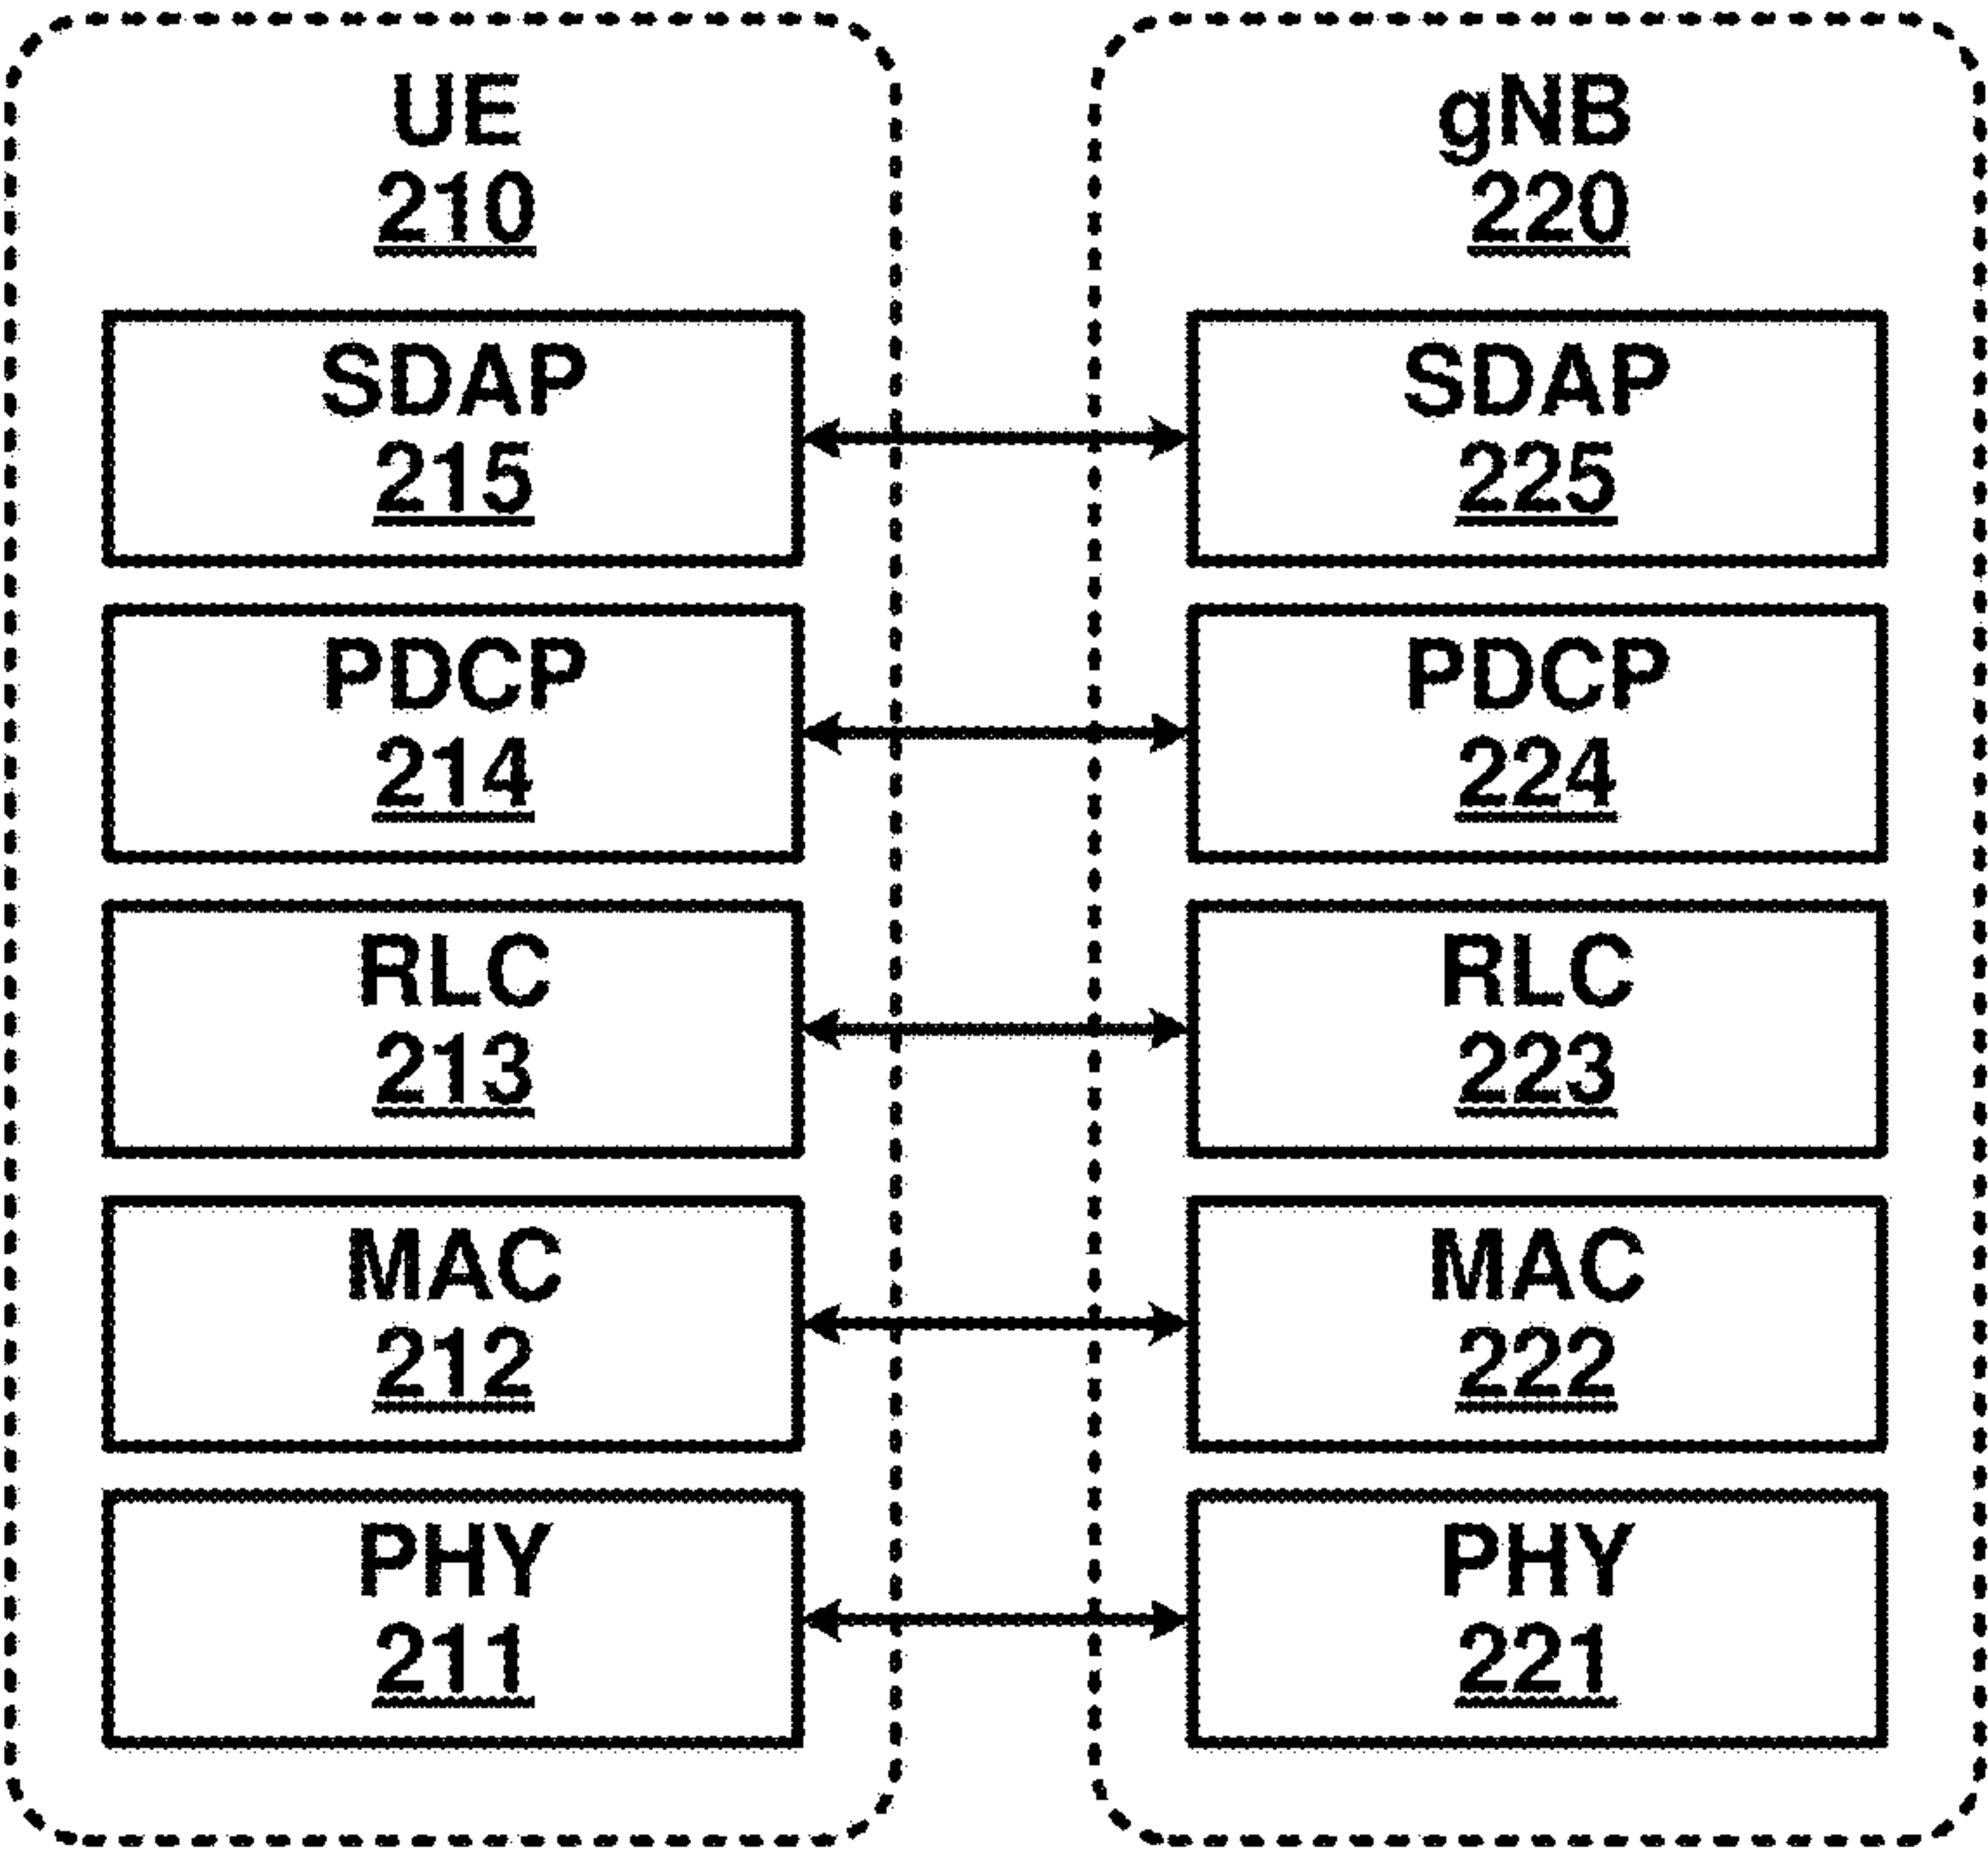 UE
210
SDAP
215
PDCP
214
RLC
213
MAC
212
PHY
211
gNB
220
SDAP
225
PDCP
224
RLC
223
MAC
222
PHY
221